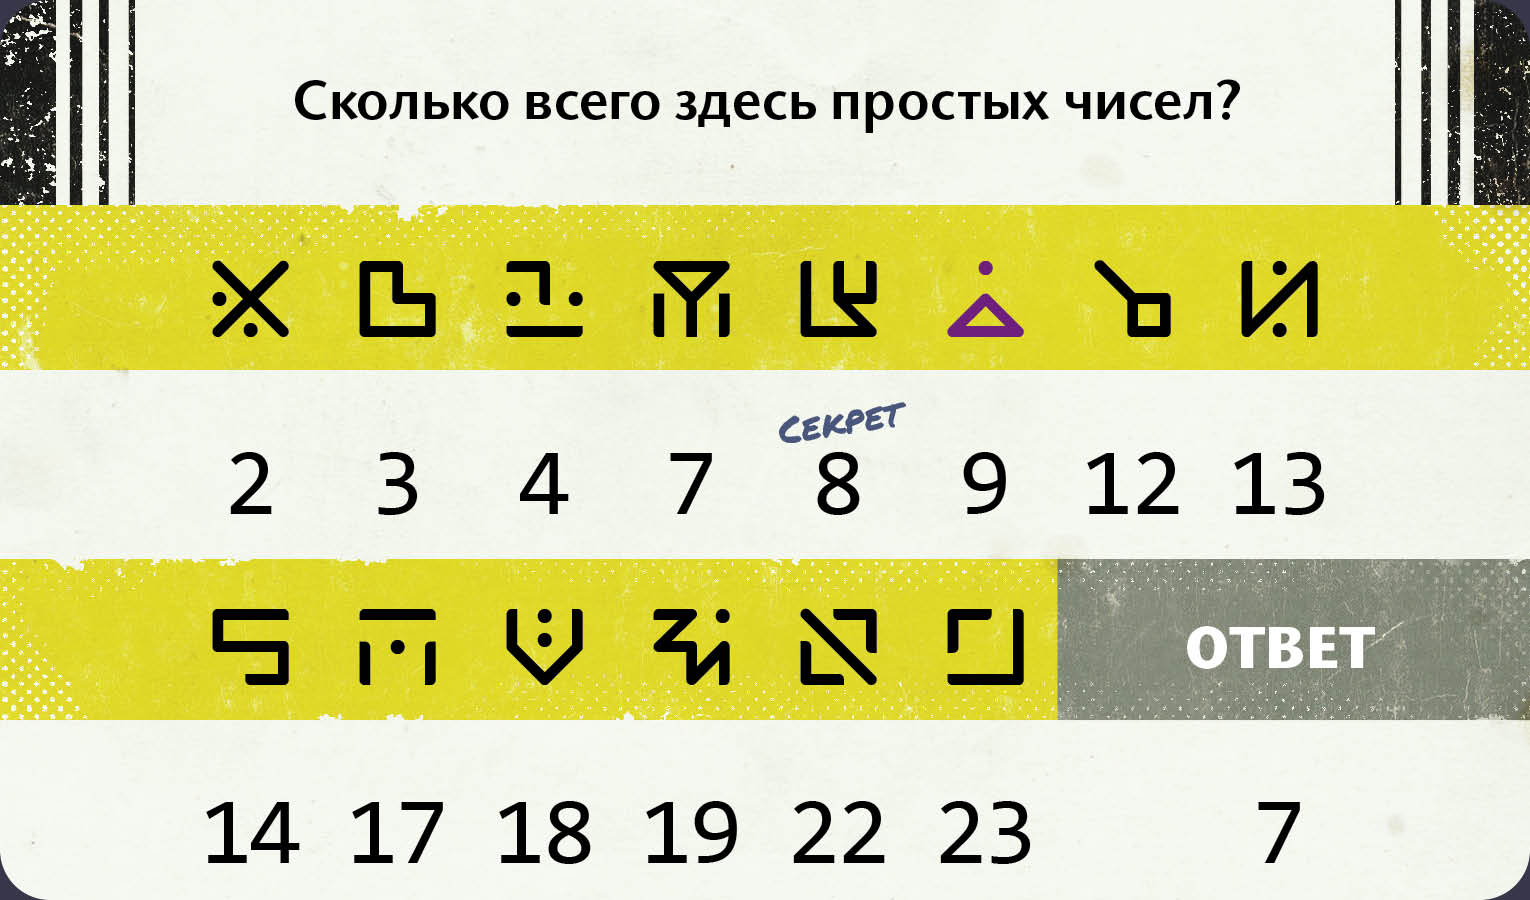 Сколько всего здесь простых чисел?
СЕКРЕТ
2 3 4 7 8 9 12 13
ОТВЕТ
14 17 18 19 22 23 7